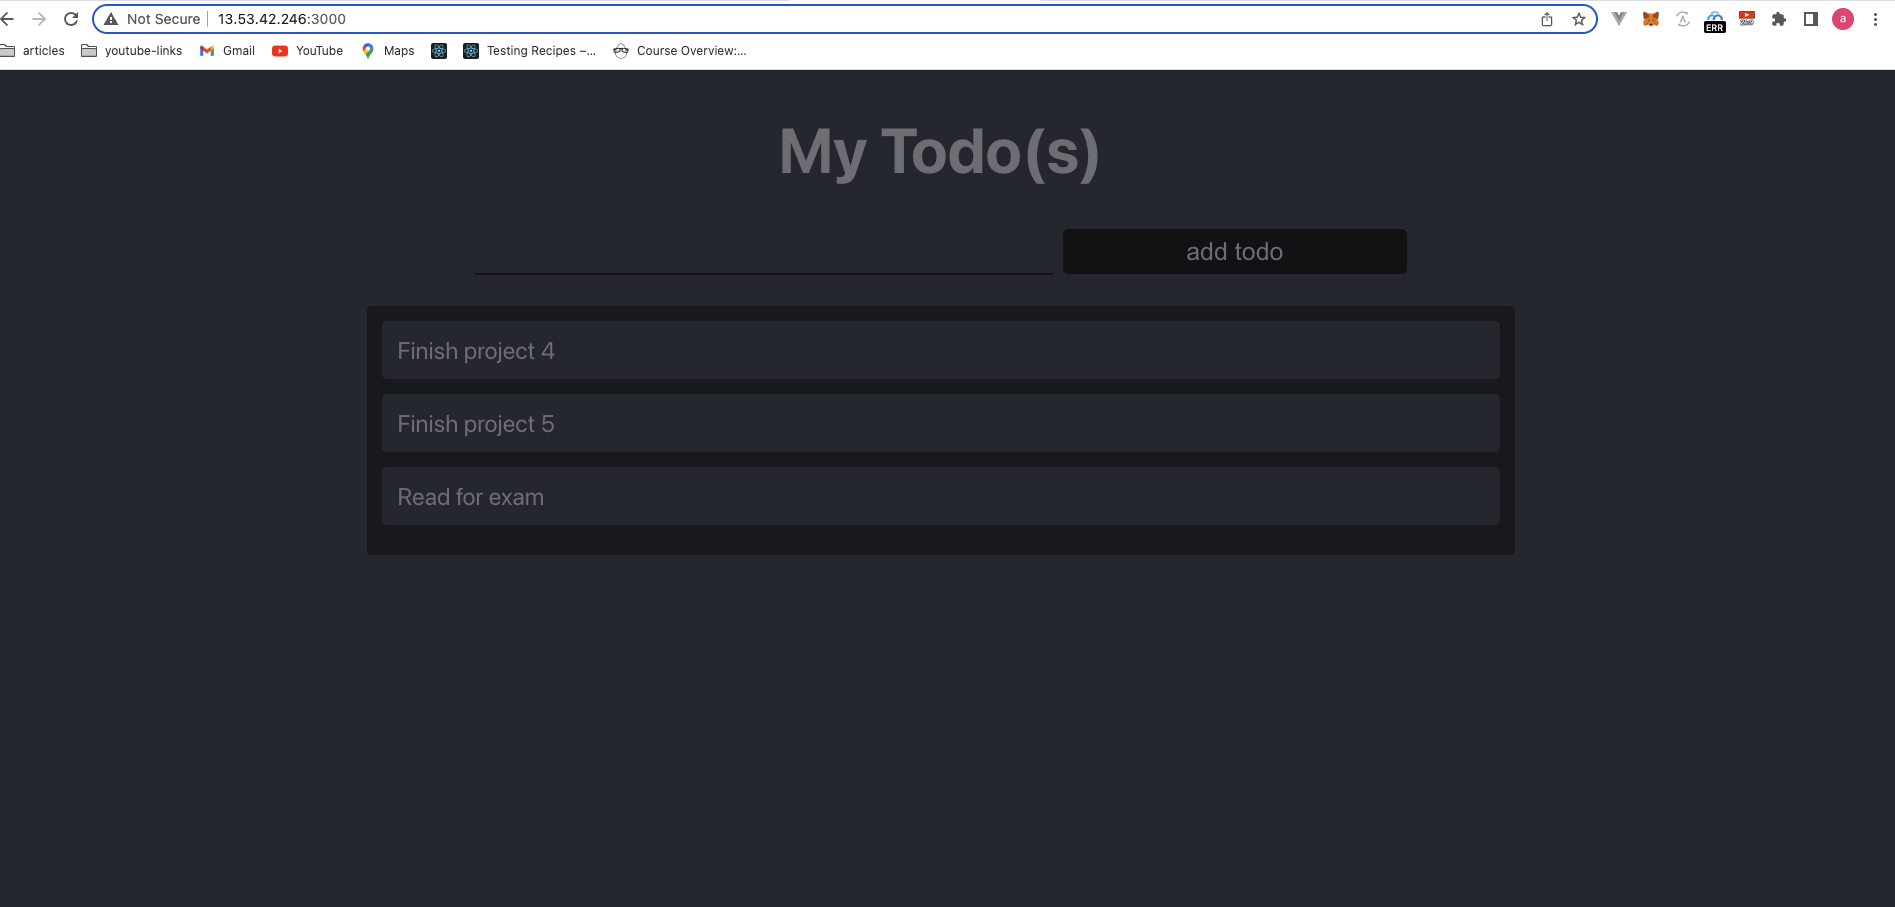 Not Secure 13.53.42.246:3000
ERR
a
articles youtube-links Gmail YouTube Maps Testing Recipes –... Course Overview:...
My Todo(s)
add todo
Finish project 4
Finish project 5
Read for exam